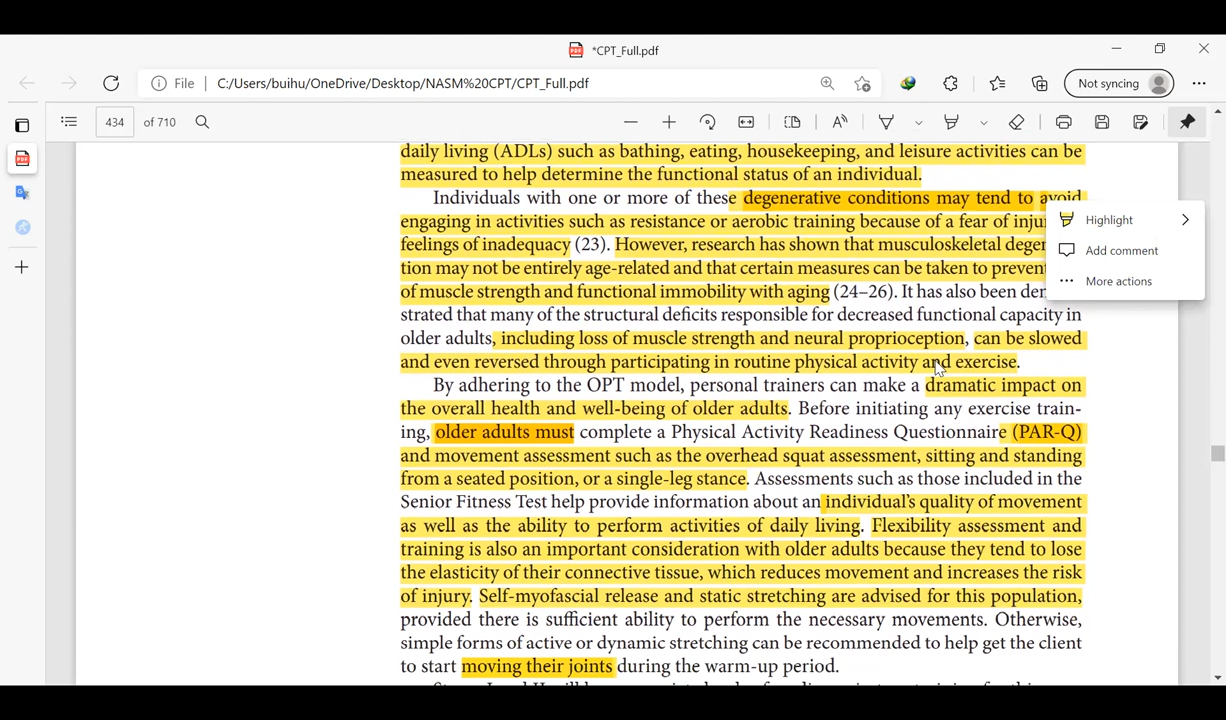 *CPT_Full.pdf
File
C:/Users/buihu/OneDrive/Desktop/NASM%20CPT/CPT_Full.pdf
Not syncing
434 of 710
daily living (ADLs) such as bathing, eating, housekeeping, and leisure activities can be
measured to help determine the functional status of an individual.
Individuals with one or more of these degenerative conditions may tend to avoid
engaging in activities such as resistance or aerobic training because of a fear of injur
feelings of inadequacy (23). However, research has shown that musculoskeletal degen
tion may not be entirely age-related and that certain measures can be taken to prevent
of muscle strength and functional immobility with aging (24–26). It has also been dem
strated that many of the structural deficits responsible for decreased functional capacity in
older adults, including loss of muscle strength and neural proprioception, can be slowed
and even reversed through participating in routine physical activity and exercise.
By adhering to the OPT model, personal trainers can make a dramatic impact on
the overall health and well-being of older adults. Before initiating any exercise train-
ing, older adults must complete a Physical Activity Readiness Questionnaire (PAR-Q)
and movement assessment such as the overhead squat assessment, sitting and standing
from a seated position, or a single-leg stance. Assessments such as those included in the
Senior Fitness Test help provide information about an individual's quality of movement
as well as the ability to perform activities of daily living. Flexibility assessment and
training is also an important consideration with older adults because they tend to lose
the elasticity of their connective tissue, which reduces movement and increases the risk
of injury. Self-myofascial release and static stretching are advised for this population,
provided there is sufficient ability to perform the necessary movements. Otherwise,
simple forms of active or dynamic stretching can be recommended to help get the client
to start moving their joints during the warm-up period.
Highlight
Add comment
More actions